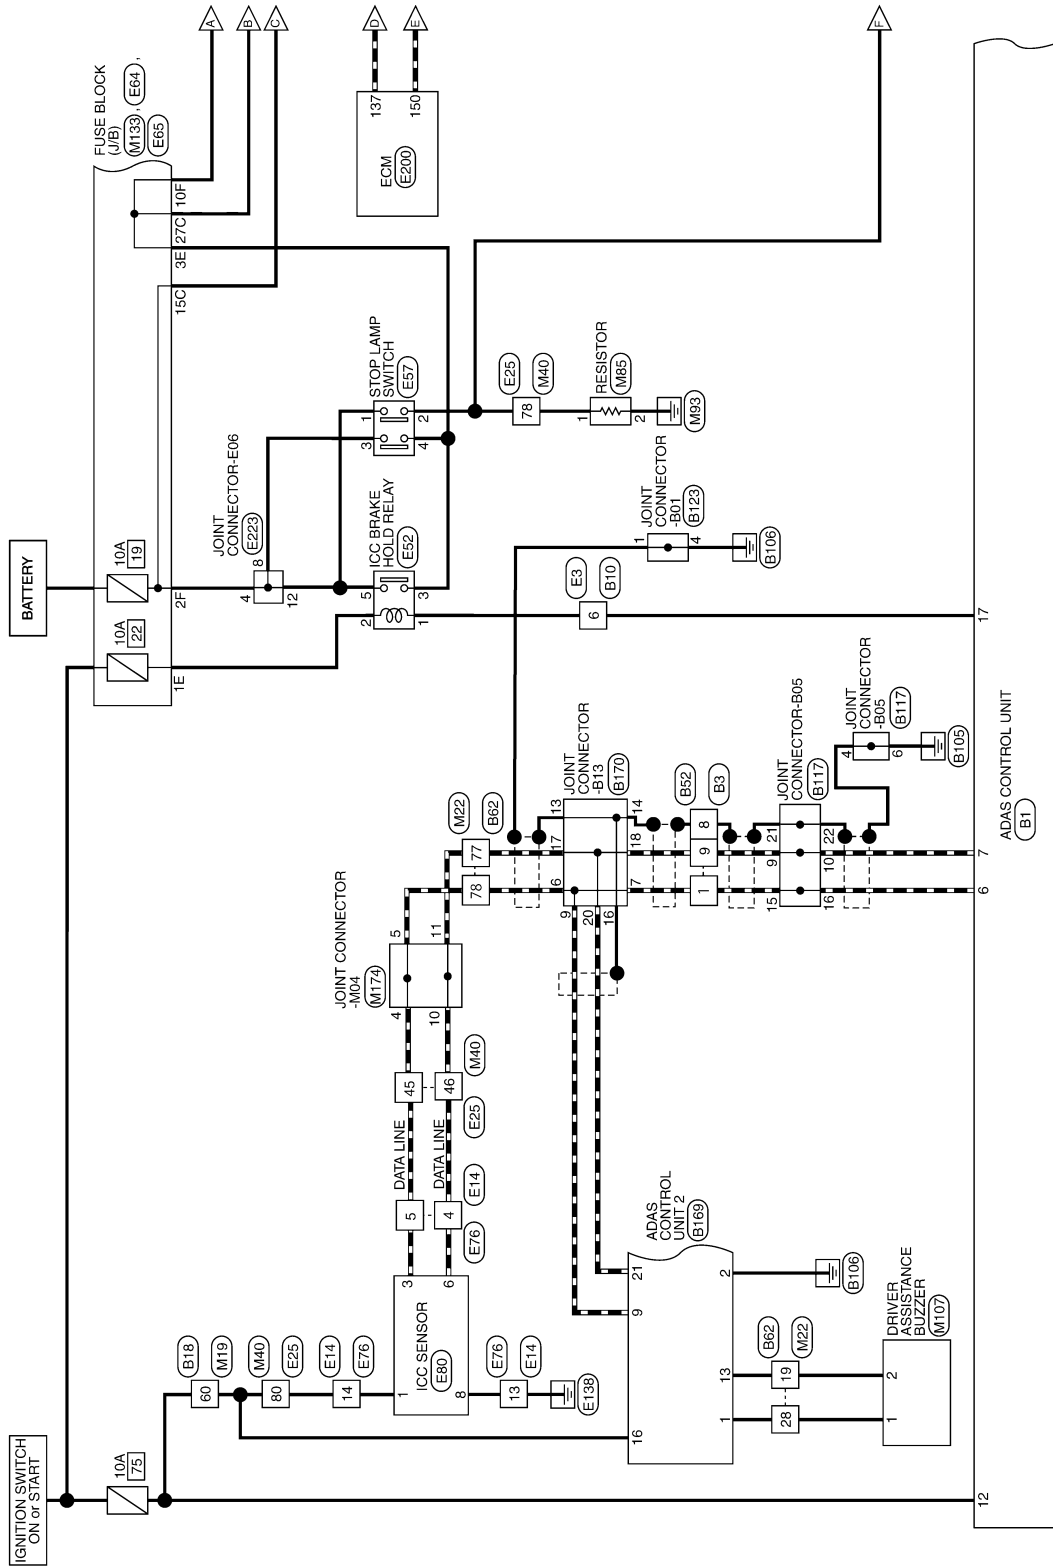 A
B
C
D
E
F
FUSE BLOCK
(J/B)
M133 , E64 ,
E65
137
150
ECM
E200
10F
27C
3E
15C
BATTERY
10A
19
10A
22
2F
1E
JOINT
CONNECTOR-E06
E223
4
8
12
STOP LAMP
SWITCH
E57
1
3
2
4
ICC BRAKE
HOLD RELAY
E52
5
2
3
1
E25
M40
78
RESISTOR
M85
1
2
M93
JOINT
CONNECTOR
-B01
B123
1
4
B106
E3
B10
6
17
JOINT CONNECTOR
-M04
M174
5
11
4
10
M22
B62
77
78
JOINT
CONNECTOR
-B13
B170
13
17
6
14
18
7
9
20
16
B52
B3
8
9
1
JOINT
CONNECTOR-B05
B117
21
9
15
22
10
16
JOINT
CONNECTOR
-B05
B117
4
6
B105
ADAS CONTROL UNIT
B1
7
6
12
M40
45
46
E25
DATA LINE
DATA LINE
E14
5
4
E76
3
6
ICC SENSOR
E80
1
8
B18
M19
60
M40
E25
80
E14
E76
14
E76
E14
13
E138
ADAS
CONTROL
UNIT 2
B169
21
9
16
2
13
1
B106
B62
M22
19
28
DRIVER
ASSISTANCE
BUZZER
M107
2
1
IGNITION SWITCH
ON or START
10A
75